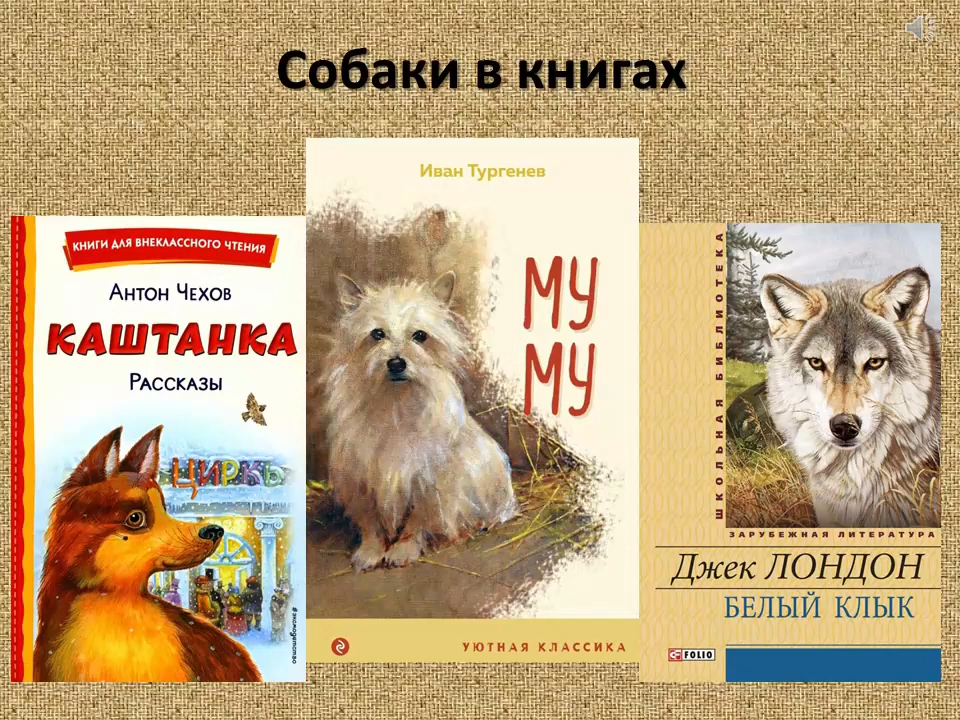 Собаки в книгах
КНИГИ ДЛЯ ВНЕКЛАССНОГО ЧТЕНИЯ
Антон Чехов
КАШТАНКА
Рассказы
ЦИРКЪ
#эксмодетство
Иван Тургенев
МУ
МУ
УЮТНАЯ КЛАССИКА
ШКОЛЬНАЯ БИБЛИОТЕКА
ЗАРУБЕЖНАЯ ЛИТЕРАТУРА
Джек ЛОНДОН
БЕЛЫЙ КЛЫК
FOLIO